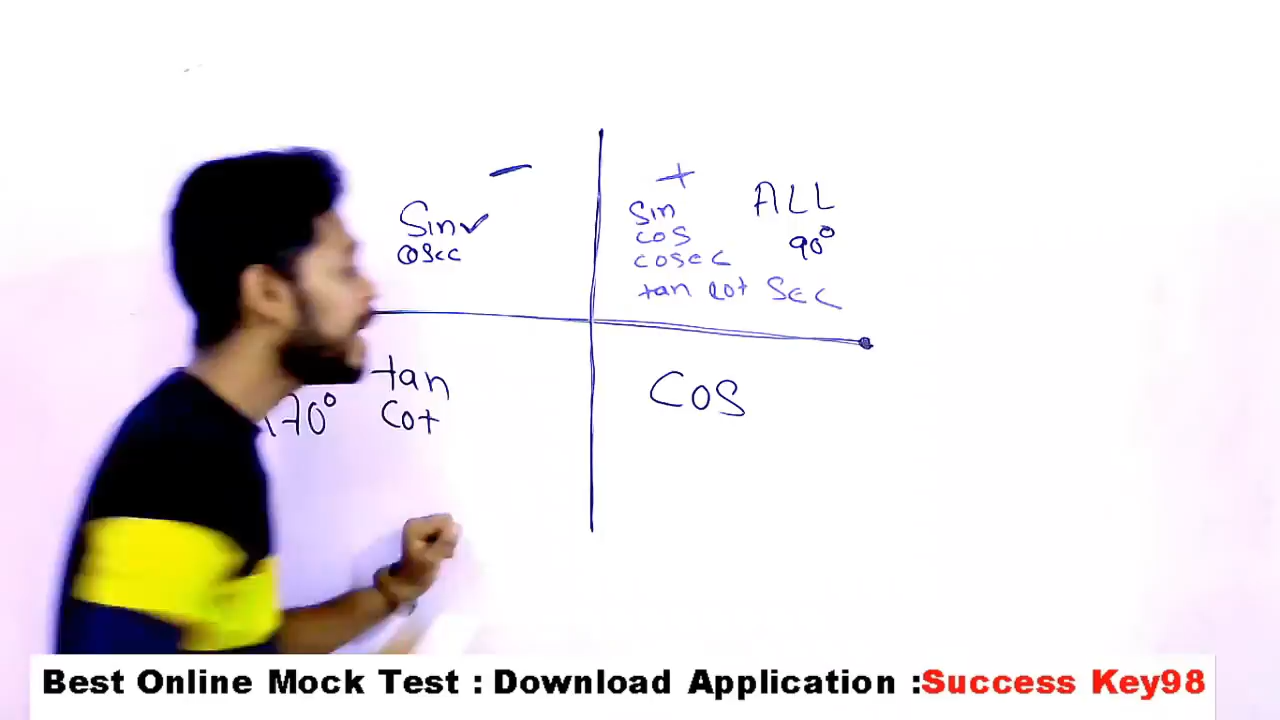 −
Sin✓
cosec
+
ALL
Sin
cos
90°
cosec
tan cot Sec
tan
Cot
Cos
Best Online Mock Test : Download Application :Success Key98